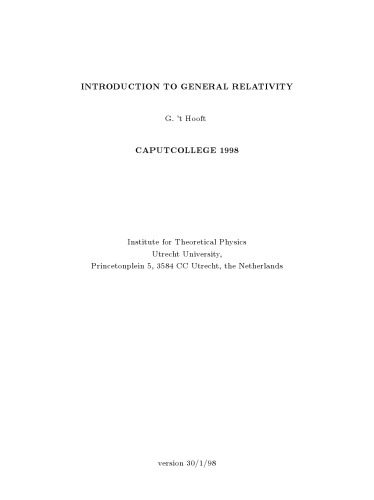 INTRODUCTION TO GENERAL RELATIVITY
G. 't Hooft
CAPUTCOLLEGE 1998
Institute for Theoretical Physics
Utrecht University,
Princetonplein 5, 3584 CC Utrecht, the Netherlands
version 30/1/98